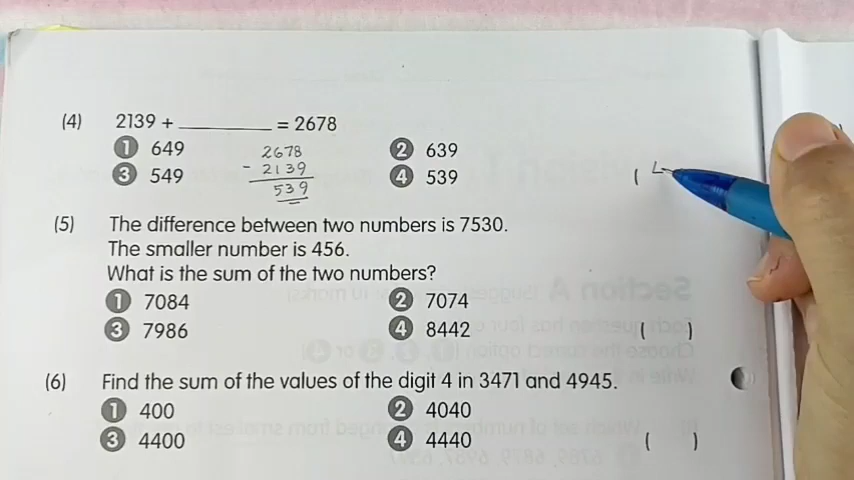 (4) 2139 + ________ = 2678
1 649 2 639
3 549 4 539
2678
- 2139
539
( 4
(5) The difference between two numbers is 7530.
The smaller number is 456.
What is the sum of the two numbers?
1 7084 2 7074
3 7986 4 8442 ( )
(6) Find the sum of the values of the digit 4 in 3471 and 4945.
1 400 2 4040
3 4400 4 4440 ( )